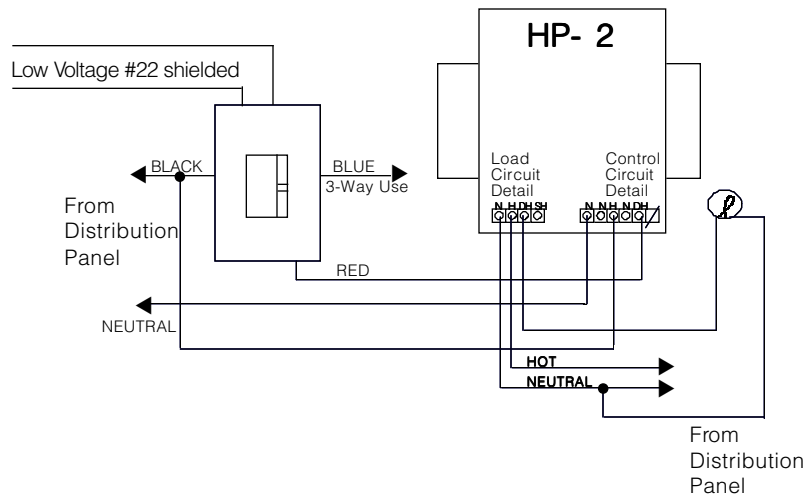 HP- 2
Low Voltage #22 shielded
BLACK
BLUE
3-Way Use
From
Distribution
Panel
Load
Circuit
Detail
N H DH SH
Control
Circuit
Detail
N N H N DH
RED
NEUTRAL
HOT
NEUTRAL
From
Distribution
Panel